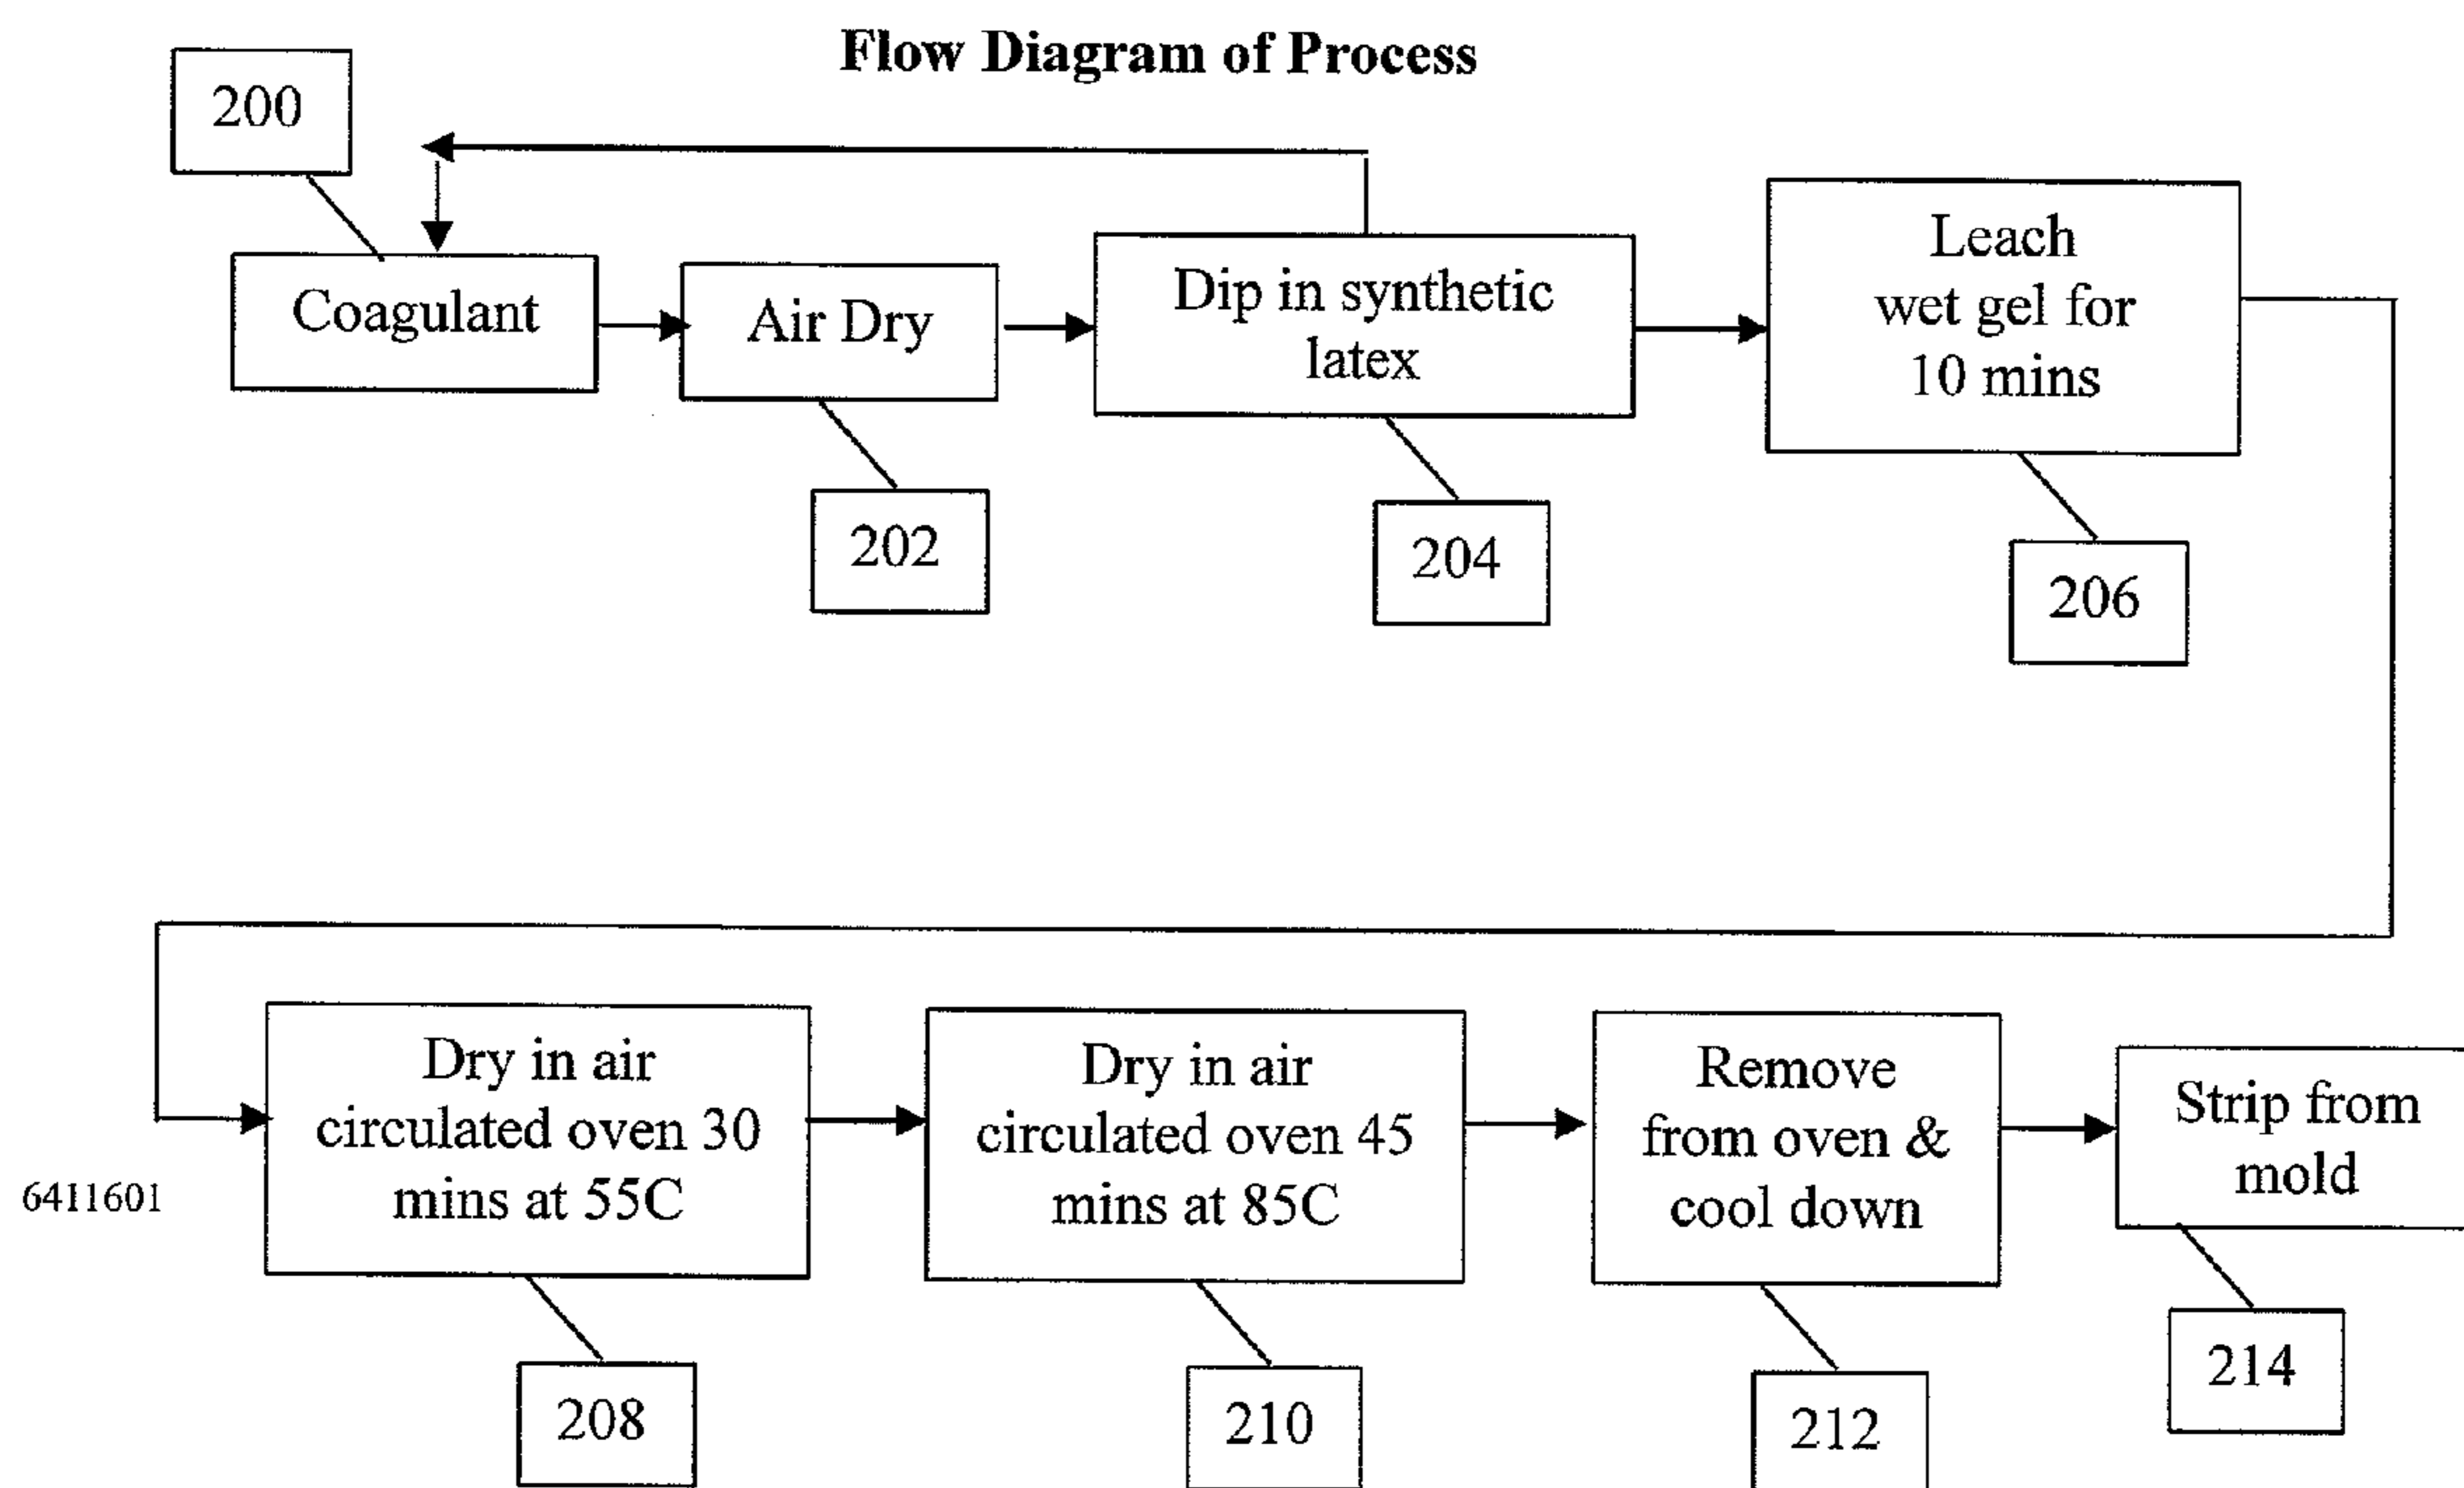 Flow Diagram of Process
200
Coagulant
Air Dry
Dip in synthetic
latex
Leach
wet gel for
10 mins
202
204
206
Dry in air
circulated oven 30
mins at 55C
Dry in air
circulated oven 45
mins at 85C
Remove
from oven &
cool down
Strip from
mold
6411601
208
210
212
214